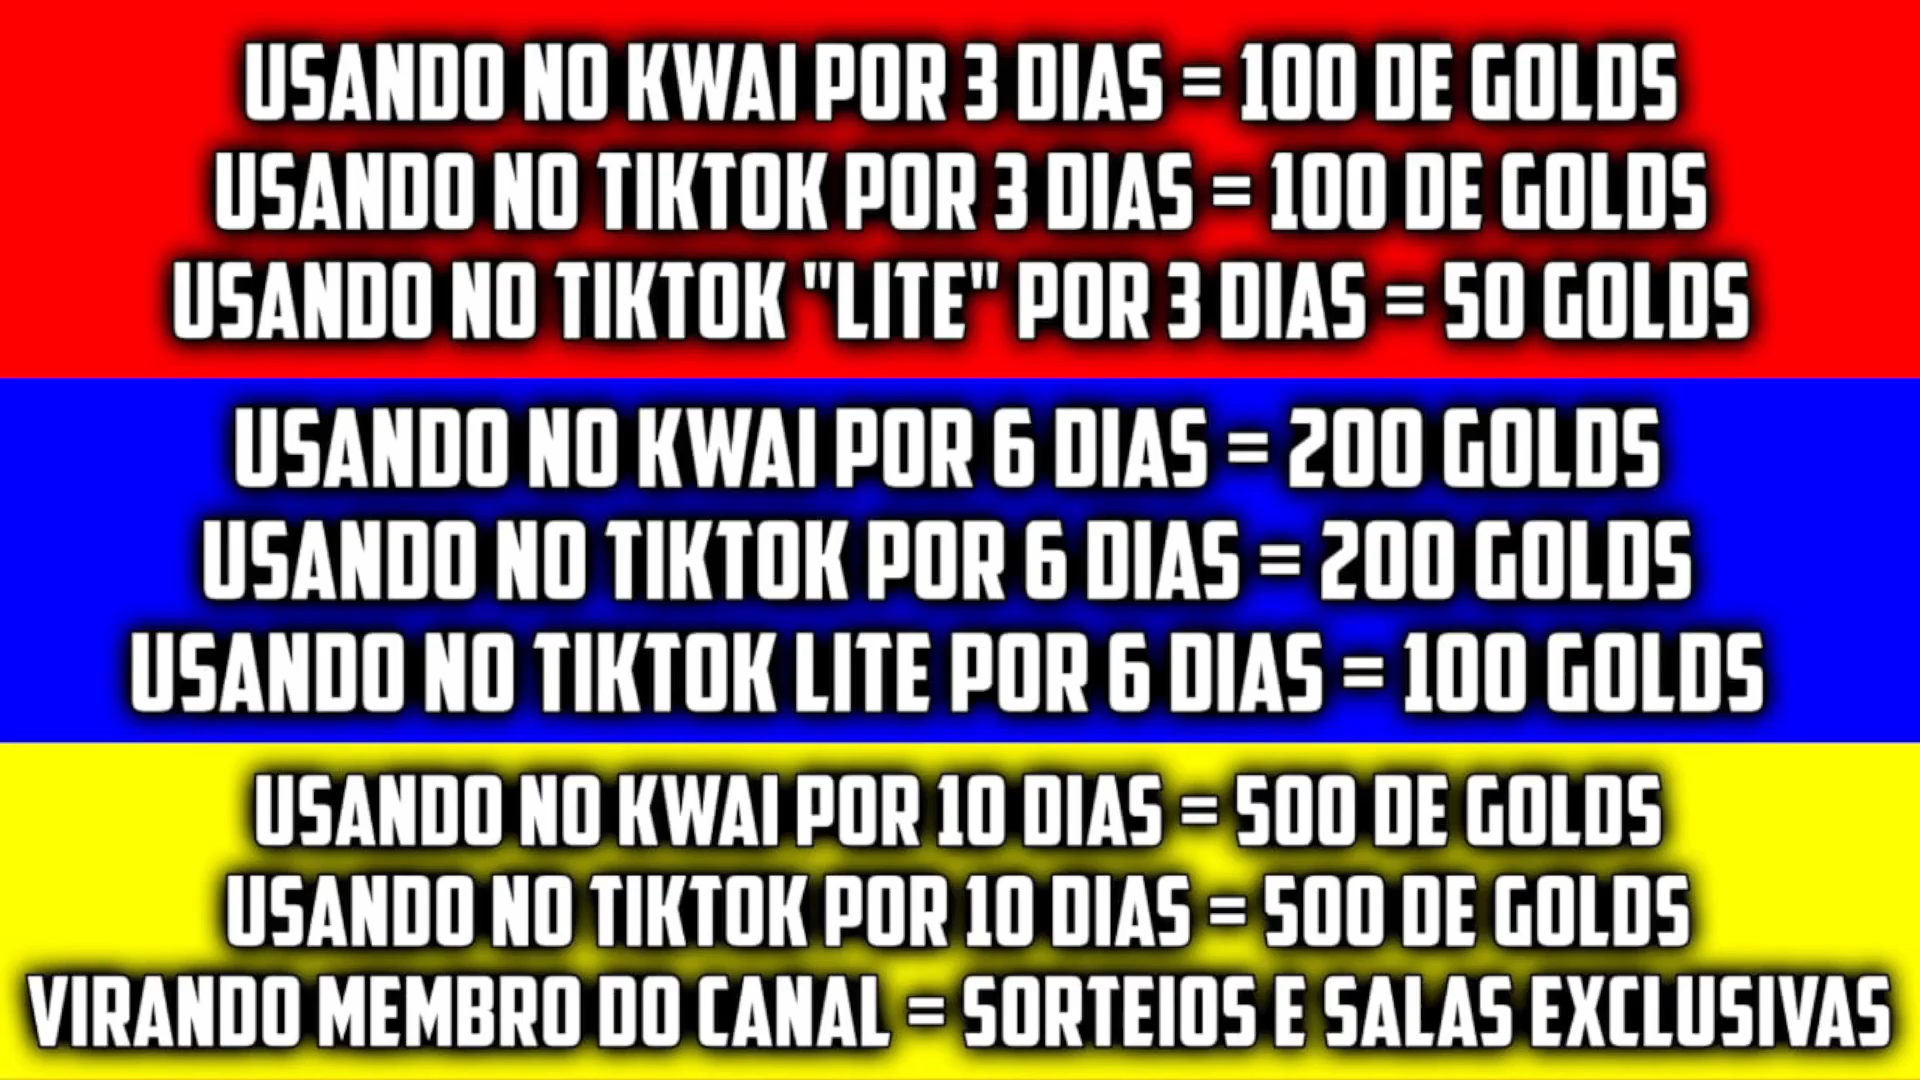 USANDO NO KWAI POR 3 DIAS = 100 DE GOLDS
USANDO NO TIKTOK POR 3 DIAS = 100 DE GOLDS
USANDO NO TIKTOK "LITE" POR 3 DIAS = 50 GOLDS
USANDO NO KWAI POR 6 DIAS = 200 GOLDS
USANDO NO TIKTOK POR 6 DIAS = 200 GOLDS
USANDO NO TIKTOK LITE POR 6 DIAS = 100 GOLDS
USANDO NO KWAI POR 10 DIAS = 500 DE GOLDS
USANDO NO TIKTOK POR 10 DIAS = 500 DE GOLDS
VIRANDO MEMBRO DO CANAL = SORTEIOS E SALAS EXCLUSIVAS